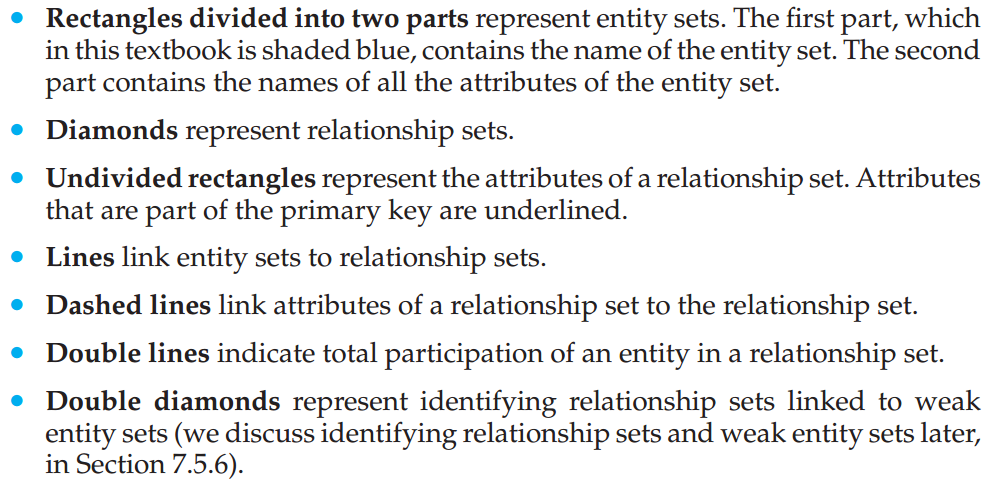 • Rectangles divided into two parts represent entity sets. The first part, which
in this textbook is shaded blue, contains the name of the entity set. The second
part contains the names of all the attributes of the entity set.
• Diamonds represent relationship sets.
• Undivided rectangles represent the attributes of a relationship set. Attributes
that are part of the primary key are underlined.
• Lines link entity sets to relationship sets.
• Dashed lines link attributes of a relationship set to the relationship set.
• Double lines indicate total participation of an entity in a relationship set.
• Double diamonds represent identifying relationship sets linked to weak
entity sets (we discuss identifying relationship sets and weak entity sets later,
in Section 7.5.6).